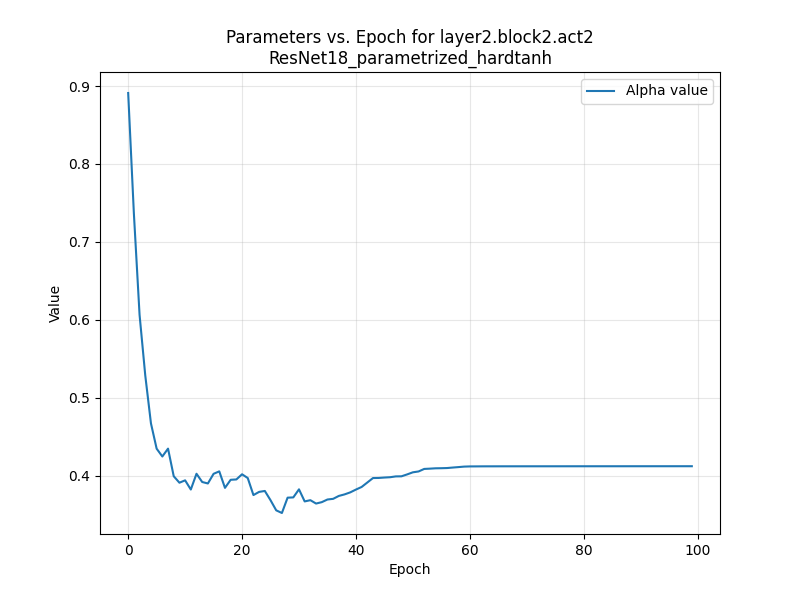 Parameters vs. Epoch for layer2.block2.act2
ResNet18_parametrized_hardtanh
Alpha value
0.9
0.8
0.7
0.6
0.5
0.4
Value
0
20
40
60
80
100
Epoch